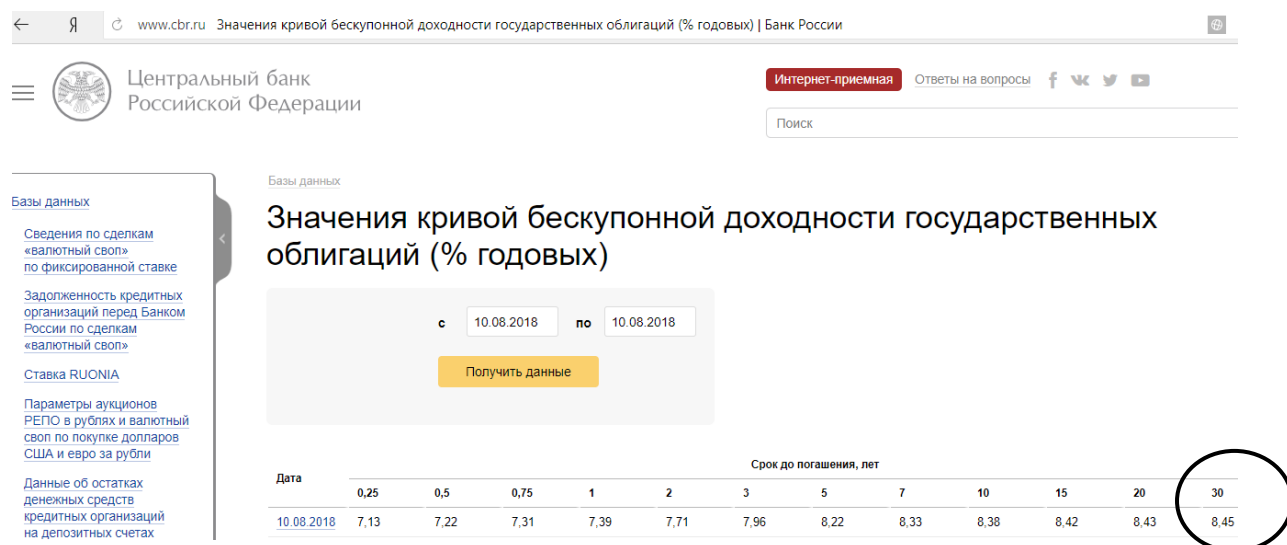 Я www.cbr.ru Значения кривой бескупонной доходности государственных облигаций (% годовых) | Банк России
Центральный банк
Российской Федерации
Интернет-приемная Ответы на вопросы
Поиск
Базы данных
Сведения по сделкам
«валютный своп»
по фиксированной ставке
Задолженность кредитных
организаций перед Банком
России по сделкам
«валютный своп»
Ставка RUONIA
Параметры аукционов
РЕПО в рублях и валютный
своп по покупке долларов
США и евро за рубли
Данные об остатках
денежных средств
кредитных организаций
на депозитных счетах
Базы данных
Значения кривой бескупонной доходности государственных
облигаций (% годовых)
с 10.08.2018 по 10.08.2018
Получить данные
Дата Срок до погашения, лет
0,25 0,5 0,75 1 2 3 5 7 10 15 20 30
10.08.2018 7,13 7,22 7,31 7,39 7,71 7,96 8,22 8,33 8,38 8,42 8,43 8,45